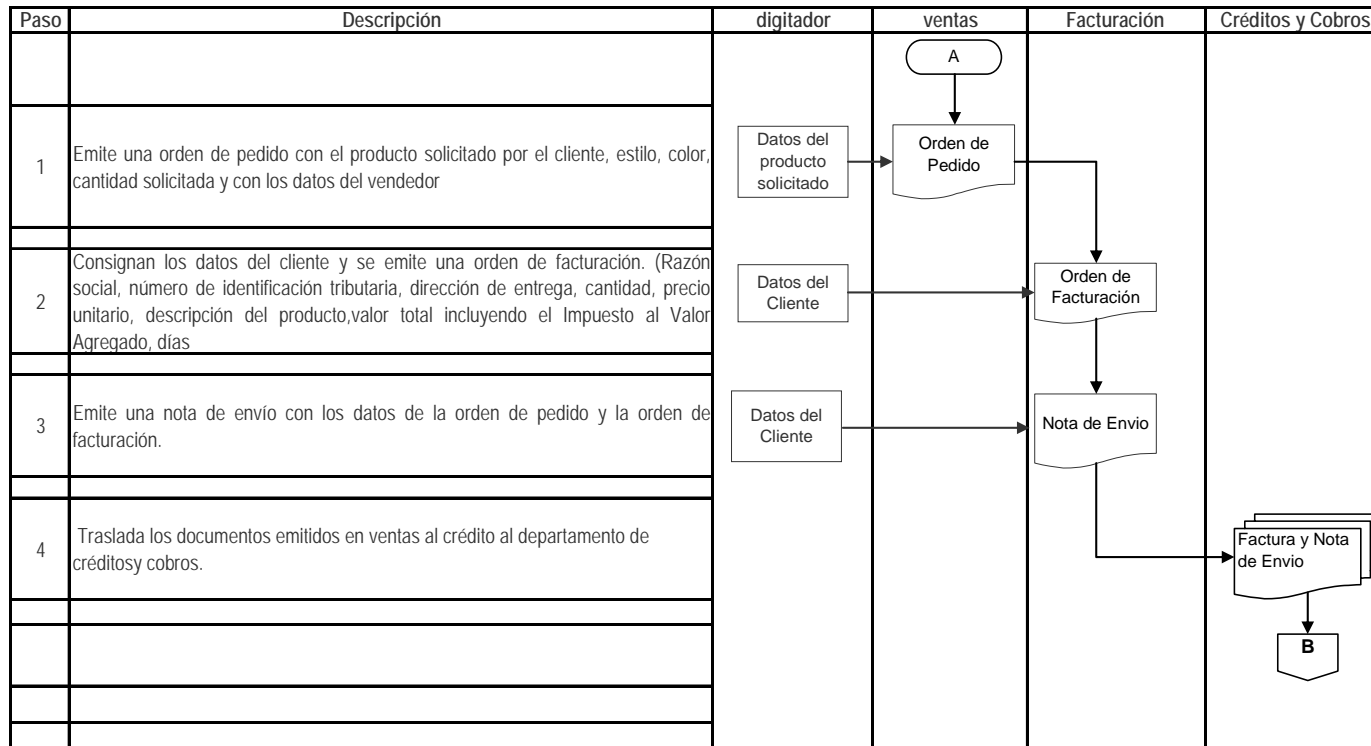 Paso Descripción digitador ventas Facturación Créditos y Cobros
A
1
Emite una orden de pedido con el producto solicitado por el cliente, estilo, color,
cantidad solicitada y con los datos del vendedor
Datos del
producto
solicitado
Orden de
Pedido
2
Consignan los datos del cliente y se emite una orden de facturación. (Razón
social, número de identificación tributaria, dirección de entrega, cantidad, precio
unitario, descripción del producto,valor total incluyendo el Impuesto al Valor
Agregado, días
Datos del
Cliente
Orden de
Facturación
3
Emite una nota de envío con los datos de la orden de pedido y la orden de
facturación.
Datos del
Cliente
Nota de Envio
4
Traslada los documentos emitidos en ventas al crédito al departamento de
créditosy cobros.
Factura y Nota
de Envio
B